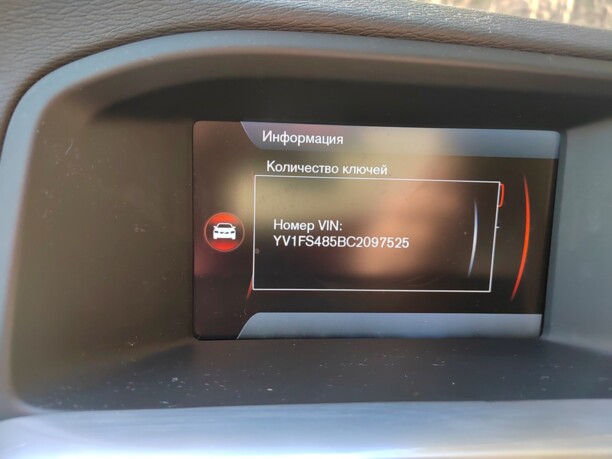 Информация
Количество ключей
Номер VIN:
YV1FS485BC2097525